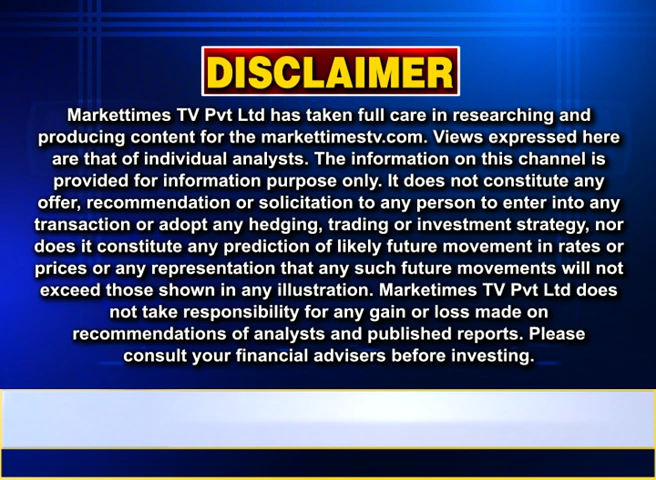 DISCLAIMER
Markettimes TV Pvt Ltd has taken full care in researching and
producing content for the markettimestv.com. Views expressed here
are that of individual analysts. The information on this channel is
provided for information purpose only. It does not constitute any
offer, recommendation or solicitation to any person to enter into any
transaction or adopt any hedging, trading or investment strategy, nor
does it constitute any prediction of likely future movement in rates or
prices or any representation that any such future movements will not
exceed those shown in any illustration. Marketimes TV Pvt Ltd does
not take responsibility for any gain or loss made on
recommendations of analysts and published reports. Please
consult your financial advisers before investing.